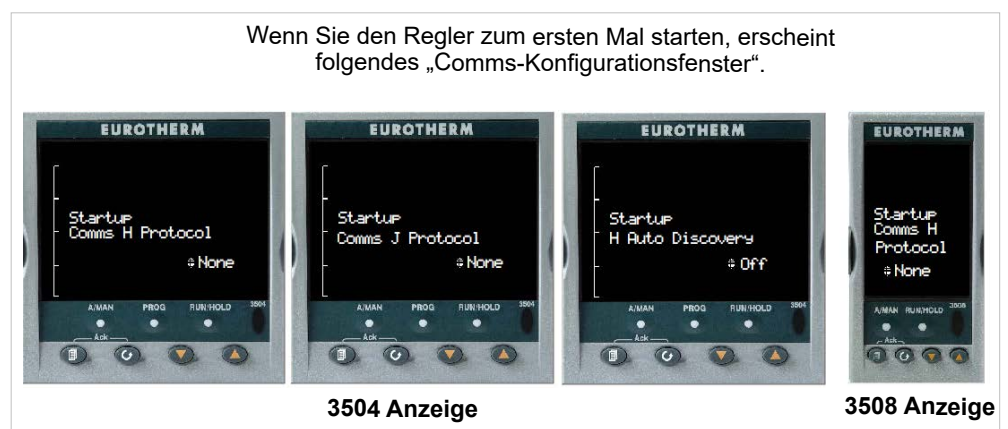 Wenn Sie den Regler zum ersten Mal starten, erscheint
folgendes „Comms-Konfigurationsfenster“.
EUROTHERM
Startup
Comms H Protocol
None
A/MAN PROG RUN/HOLD 3504
Ack
EUROTHERM
Startup
Comms J Protocol
None
A/MAN PROG RUN/HOLD 3504
Ack
EUROTHERM
Startup
H Auto Discovery
Off
A/MAN PROG RUN/HOLD 3504
Ack
EUROTHERM
Startup
Comms H
Protocol
None
A/MAN RUN/HOLD 3508
Ack
3504 Anzeige
3508 Anzeige